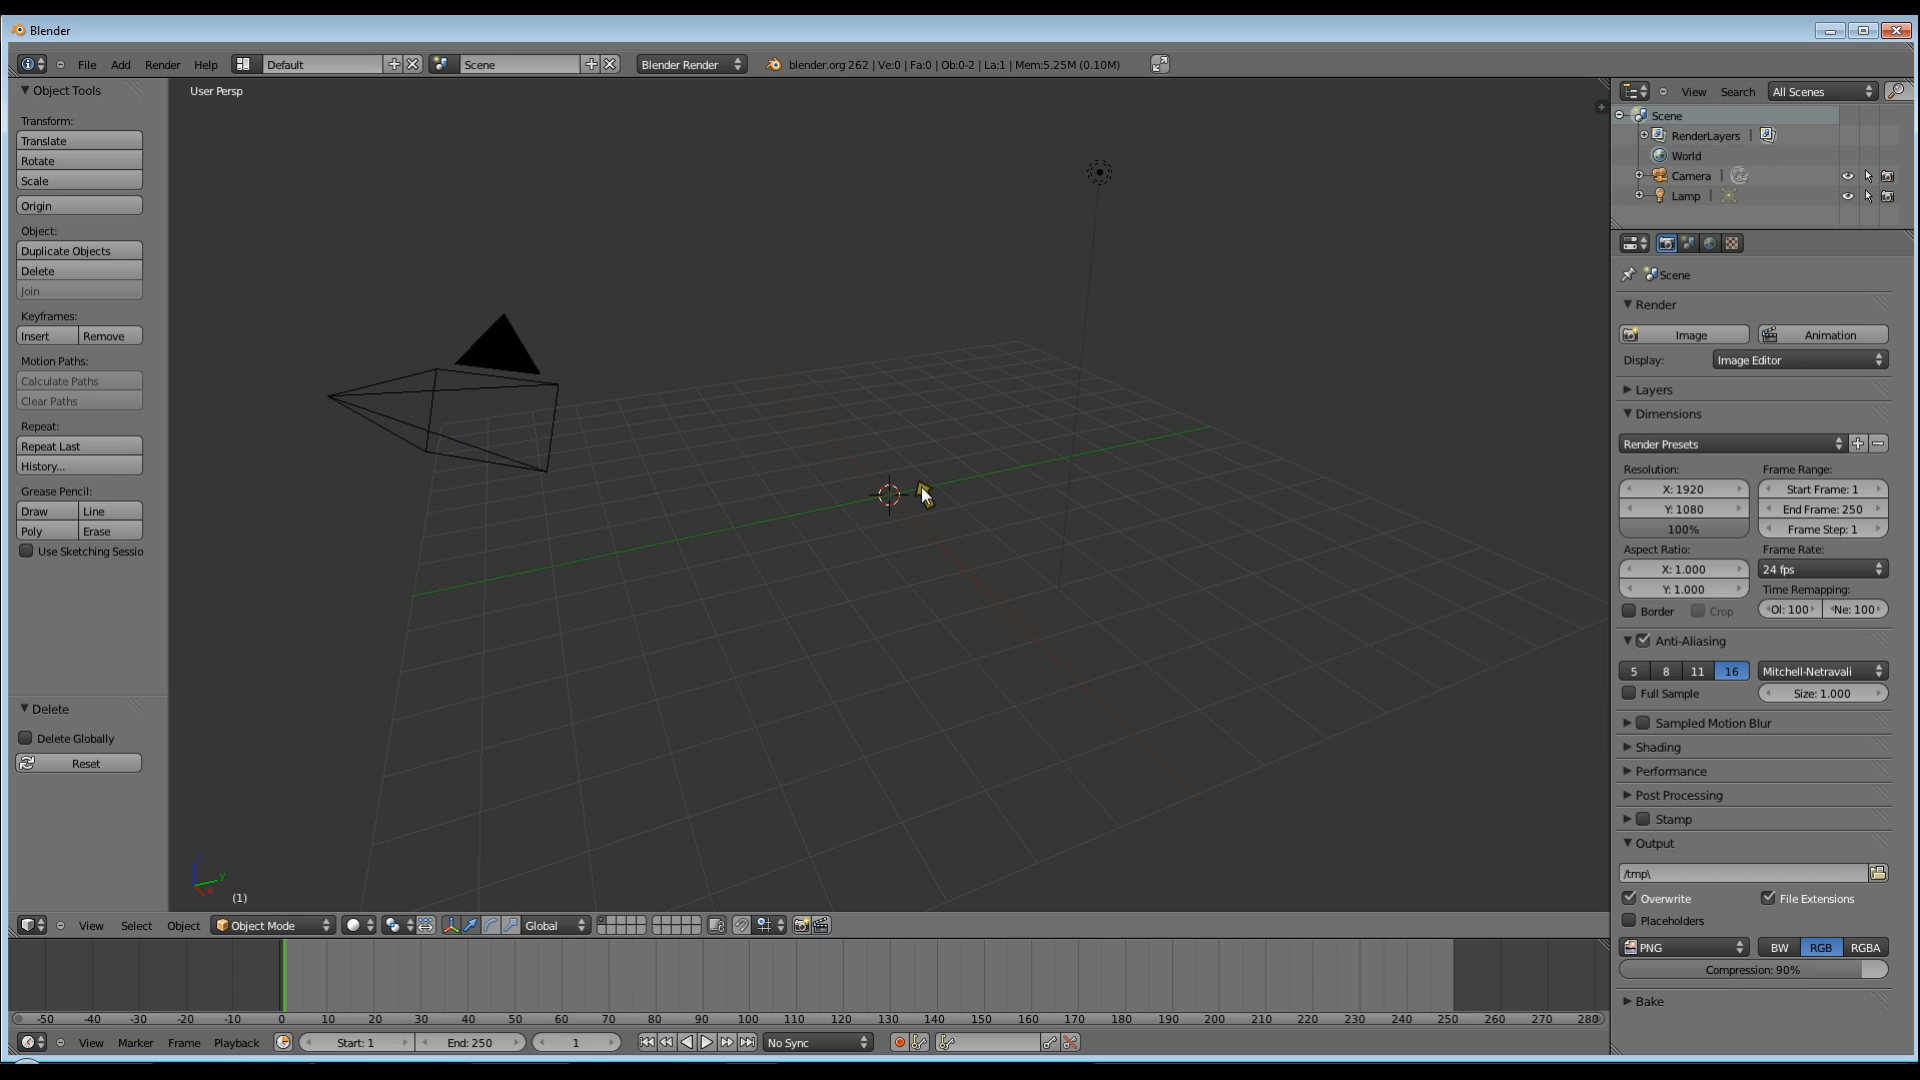 Blender
File Add Render Help Default Scene Blender Render blender.org 262 | Ve:0 | Fa:0 | Ob:0-2 | La:1 | Mem:5.25M (0.10M)
Object Tools
Transform:
Translate
Rotate
Scale
Origin
Object:
Duplicate Objects
Delete
Join
Keyframes:
Insert Remove
Motion Paths:
Calculate Paths
Clear Paths
Repeat:
Repeat Last
History...
Grease Pencil:
Draw Line
Poly Erase
Use Sketching Sessio
Delete
Delete Globally
Reset
User Persp
y
x
(1)
View Select Object Object Mode Global
-50 -40 -30 -20 -10 0 10 20 30 40 50 60 70 80 90 100 110 120 130 140 150 160 170 180 190 200 210 220 230 240 250 260 270 280
View Marker Frame Playback Start: 1 End: 250 1 No Sync
View Search All Scenes
Scene
RenderLayers |
World
Camera |
Lamp |
Scene
Render
Image Animation
Display: Image Editor
Layers
Dimensions
Render Presets
Resolution: Frame Range:
X: 1920 Start Frame: 1
Y: 1080 End Frame: 250
100% Frame Step: 1
Aspect Ratio: Frame Rate:
X: 1.000 24 fps
Y: 1.000 Time Remapping:
Border Crop Ol: 100 Ne: 100
Anti-Aliasing
5 8 11 16 Mitchell-Netravali
Full Sample Size: 1.000
Sampled Motion Blur
Shading
Performance
Post Processing
Stamp
Output
/tmp\
Overwrite File Extensions
Placeholders
PNG BW RGB RGBA
Compression: 90%
Bake